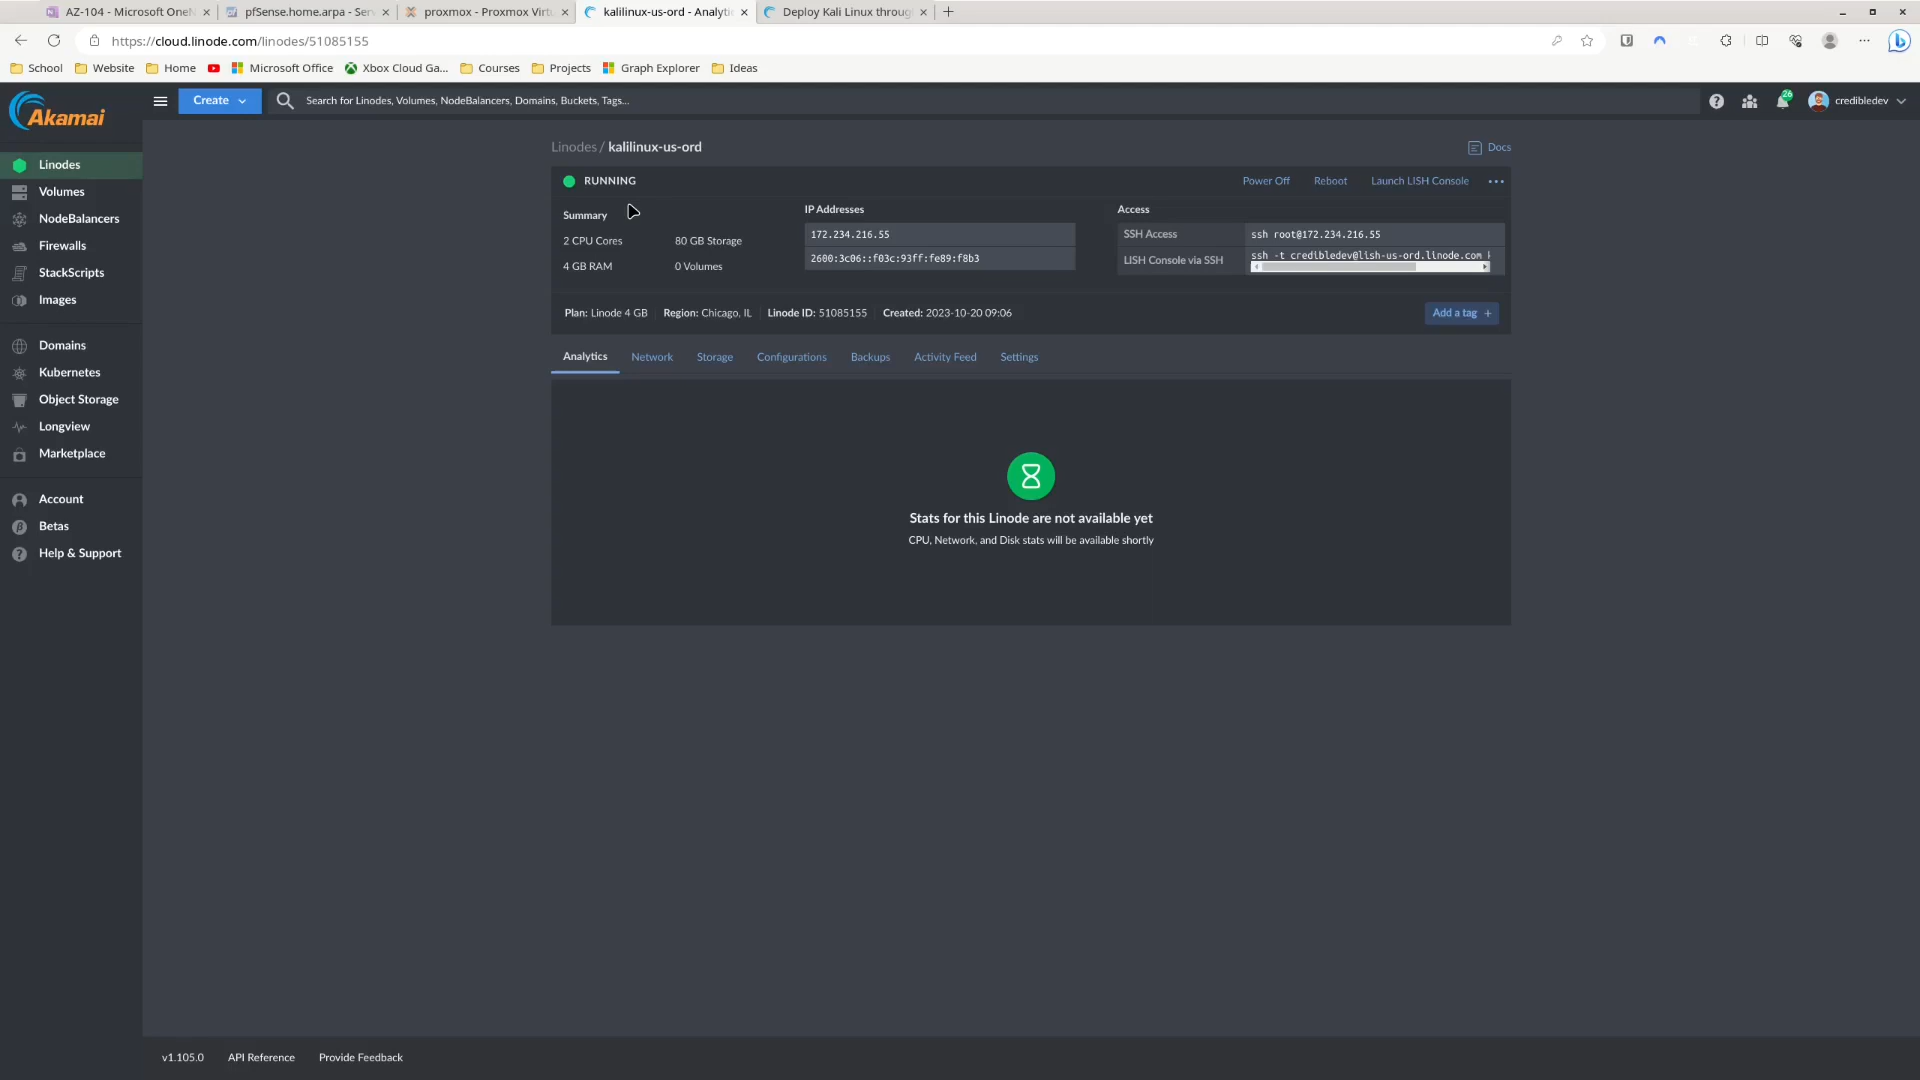 AZ-104 - Microsoft OneN
pfSense.home.arpa - Serv
proxmox - Proxmox Virtu
kalilinux-us-ord - Analytic
Deploy Kali Linux throug
https://cloud.linode.com/linodes/51085155
School
Website
Home
Microsoft Office
Xbox Cloud Ga...
Courses
Projects
Graph Explorer
Ideas
Akamai
Create
Search for Linodes, Volumes, NodeBalancers, Domains, Buckets, Tags...
26
credibledev
Linodes
Volumes
NodeBalancers
Firewalls
StackScripts
Images
Domains
Kubernetes
Object Storage
Longview
Marketplace
Account
Betas
Help & Support
Linodes / kalilinux-us-ord
Docs
RUNNING
Power Off
Reboot
Launch LISH Console
...
Summary
2 CPU Cores
80 GB Storage
4 GB RAM
0 Volumes
IP Addresses
172.234.216.55
2600:3c06::f03c:93ff:fe89:f8b3
Access
SSH Access
ssh root@172.234.216.55
LISH Console via SSH
ssh -t credibledev@lish-us-ord.linode.com
Plan: Linode 4 GB
Region: Chicago, IL
Linode ID: 51085155
Created: 2023-10-20 09:06
Add a tag +
Analytics
Network
Storage
Configurations
Backups
Activity Feed
Settings
Stats for this Linode are not available yet
CPU, Network, and Disk stats will be available shortly
v1.105.0
API Reference
Provide Feedback